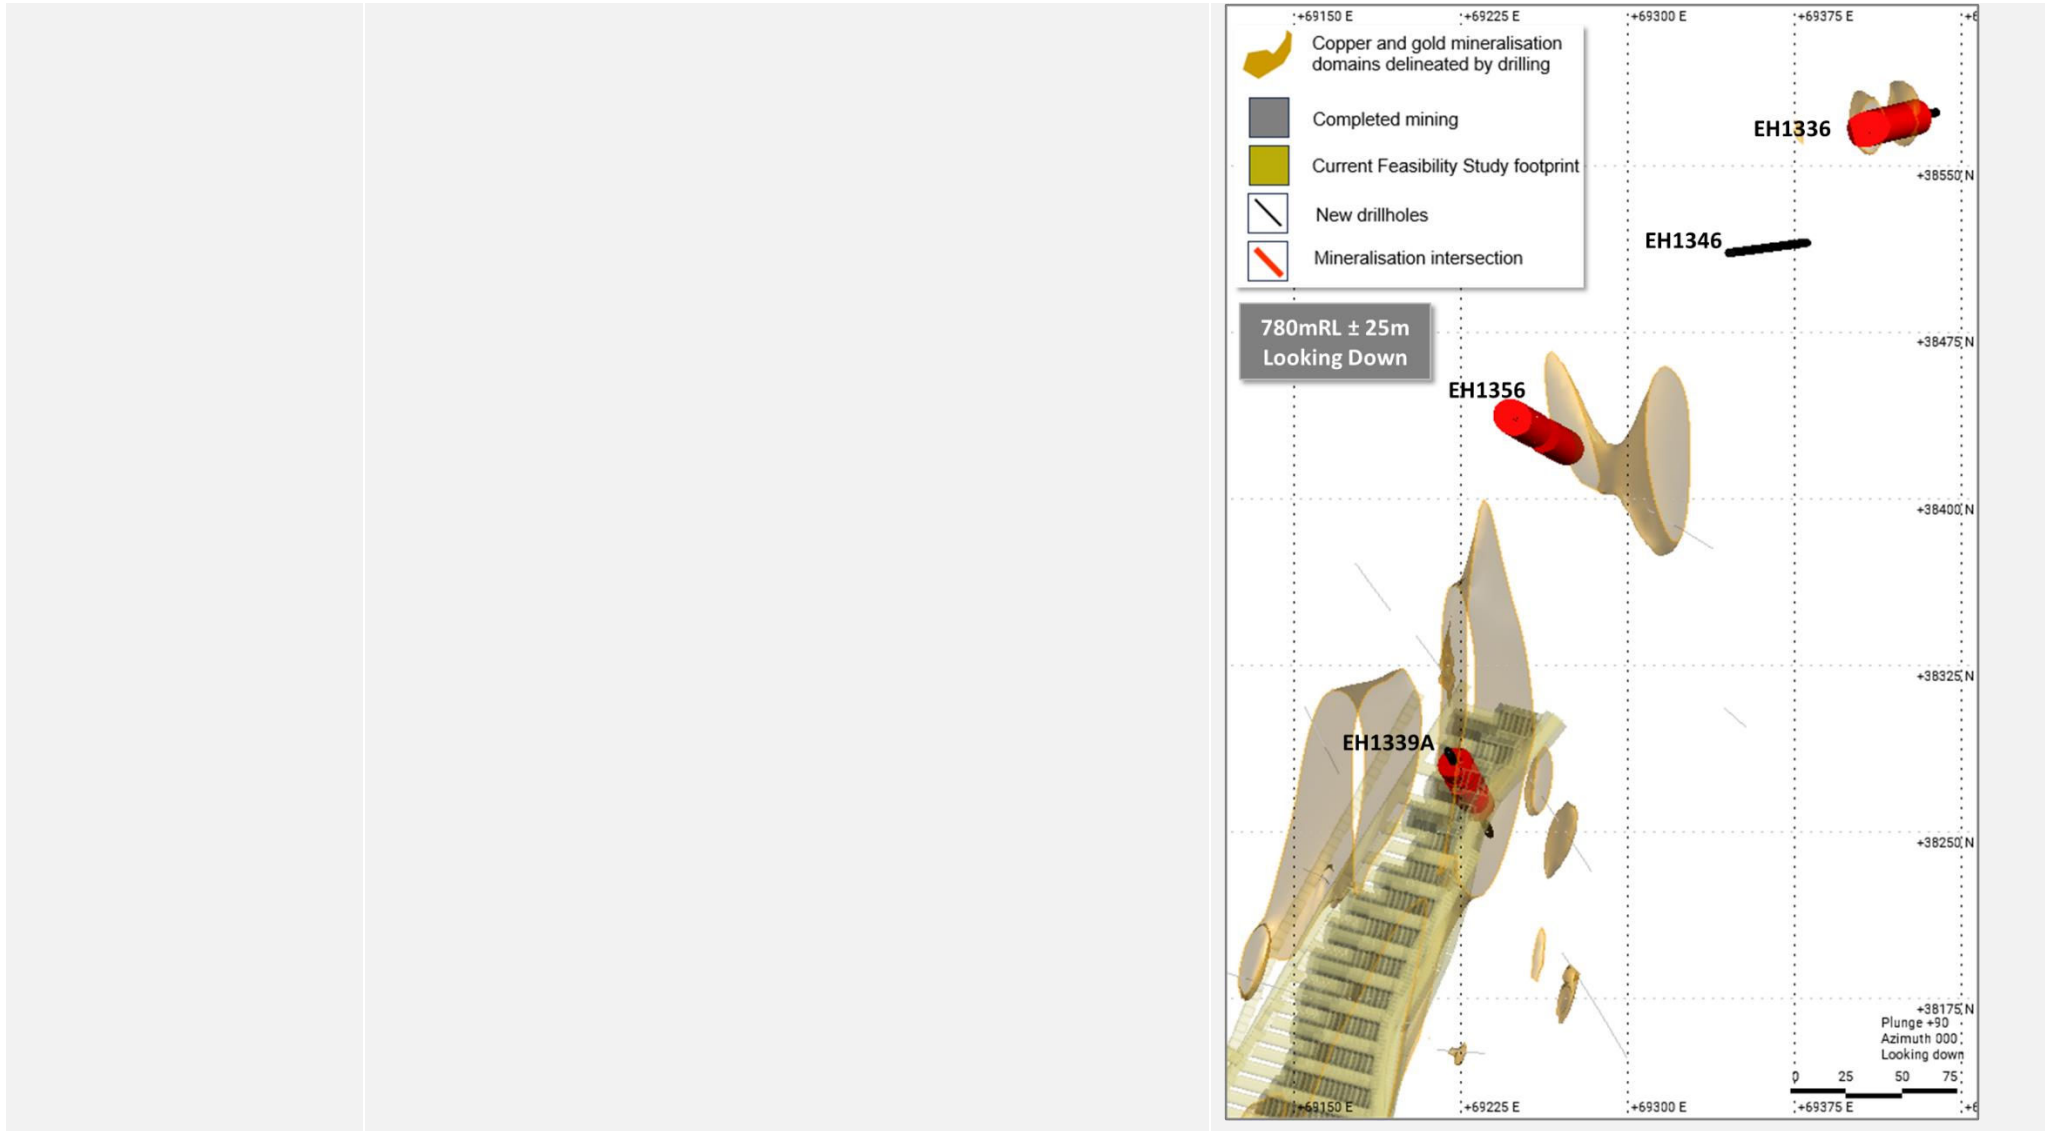 +69150 E
+69225 E
+69300 E
+69375 E
Copper and gold mineralisation
domains delineated by drilling
Completed mining
Current Feasibility Study footprint
New drillholes
Mineralisation intersection
780mRL ± 25m
Looking Down
EH1336
+38550 N
EH1346
+38475 N
EH1356
+38400 N
+38325 N
EH1339A
+38250 N
+38175 N
Plunge +90
Azimuth 000
Looking down
0 25 50 75
+69150 E
+69225 E
+69300 E
+69375 E